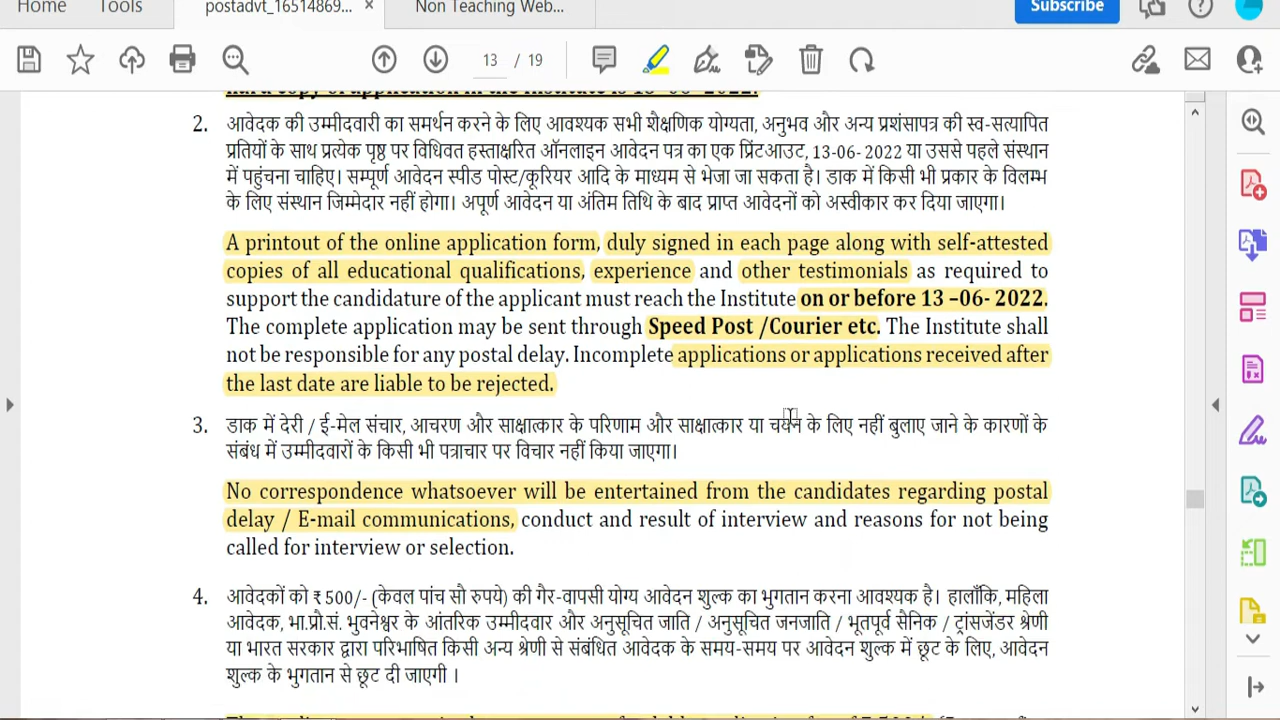 Home Tools postadvt_16514869... × Non Teaching Web... Subscribe
13 / 19
hard copy of application in the Institute is 13-06-2022.
2. आवेदक की उम्मीदवारी का समर्थन करने के लिए आवश्यक सभी शैक्षणिक योग्यता, अनुभव और अन्य प्रशंसापत्र की स्व-सत्यापित
प्रतियों के साथ प्रत्येक पृष्ठ पर विधिवत हस्ताक्षरित ऑनलाइन आवेदन पत्र का एक प्रिंटआउट, 13-06- 2022 या उससे पहले संस्थान
में पहुंचना चाहिए। सम्पूर्ण आवेदन स्पीड पोस्ट/कूरियर आदि के माध्यम से भेजा जा सकता है। डाक में किसी भी प्रकार के विलम्ब
के लिए संस्थान जिम्मेदार नहीं होगा। अपूर्ण आवेदन या अंतिम तिथि के बाद प्राप्त आवेदनों को अस्वीकार कर दिया जाएगा।
A printout of the online application form, duly signed in each page along with self-attested
copies of all educational qualifications, experience and other testimonials as required to
support the candidature of the applicant must reach the Institute on or before 13 –06- 2022.
The complete application may be sent through Speed Post /Courier etc. The Institute shall
not be responsible for any postal delay. Incomplete applications or applications received after
the last date are liable to be rejected.
3. डाक में देरी / ई-मेल संचार, आचरण और साक्षात्कार के परिणाम और साक्षात्कार या चयन के लिए नहीं बुलाए जाने के कारणों के
संबंध में उम्मीदवारों के किसी भी पत्राचार पर विचार नहीं किया जाएगा।
No correspondence whatsoever will be entertained from the candidates regarding postal
delay / E-mail communications, conduct and result of interview and reasons for not being
called for interview or selection.
4. आवेदकों को ₹ 500/- (केवल पांच सौ रुपये) की गैर-वापसी योग्य आवेदन शुल्क का भुगतान करना आवश्यक है। हालाँकि, महिला
आवेदक, भा.प्रौ.सं. भुवनेश्वर के आंतरिक उम्मीदवार और अनुसूचित जाति / अनुसूचित जनजाति / भूतपूर्व सैनिक / ट्रांसजेंडर श्रेणी
या भारत सरकार द्वारा परिभाषित किसी अन्य श्रेणी से संबंधित आवेदक के समय-समय पर आवेदन शुल्क में छूट के लिए, आवेदन
शुल्क के भुगतान से छूट दी जाएगी ।